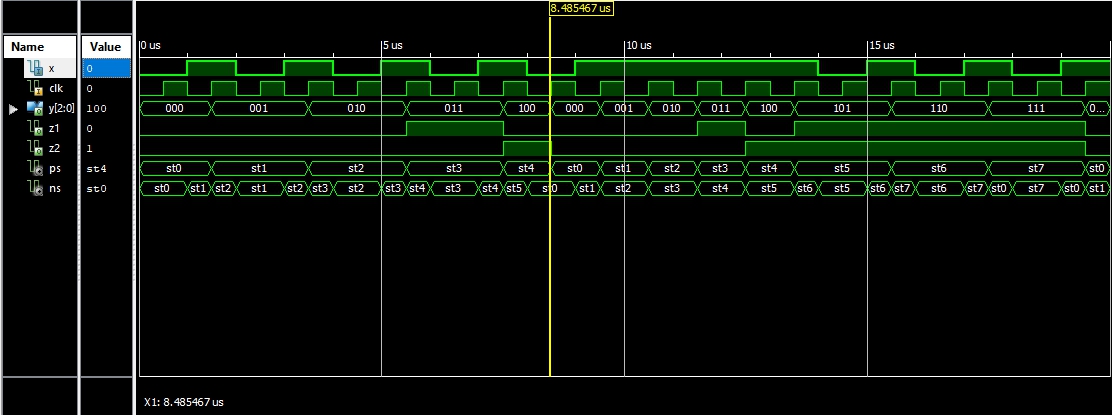 8.485467 us
Name Value 0 us 5 us 10 us 15 us
x 0
clk 0
y[2:0] 100 000 001 010 011 100 000 001 010 011 100 101 110 111 0...
z1 0
z2 1
ps st4 st0 st1 st2 st3 st4 st0 st1 st2 st3 st4 st5 st6 st7 st0
ns st0 st0 st1 st2 st1 st2 st3 st2 st3 st4 st3 st4 st5 st0 st1 st2 st3 st4 st5 st6 st5 st6 st7 st6 st7 st0 st7 st0 st1
X1: 8.485467 us